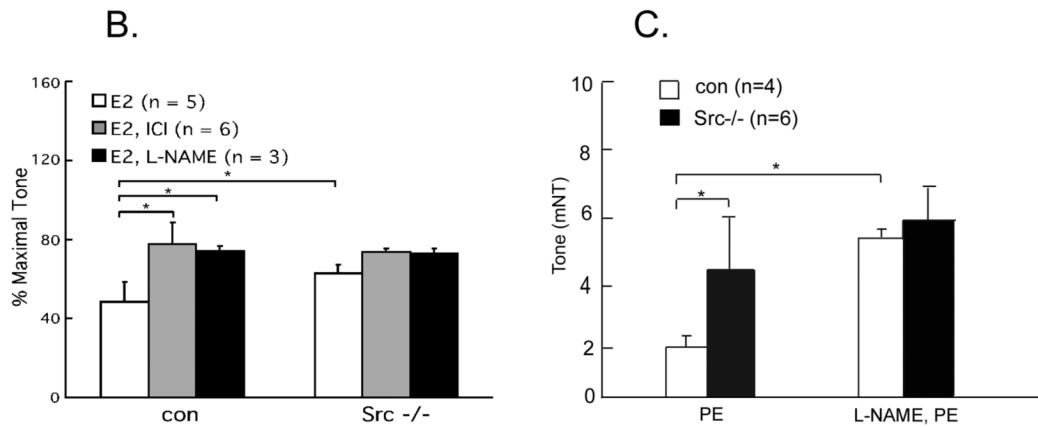 B.
160
120
80
40
0
% Maximal Tone
E2 (n = 5)
E2, ICI (n = 6)
E2, L-NAME (n = 3)
*
*
*
con
Src -/-
C.
10
8
6
4
2
0
Tone (mNT)
con (n=4)
Src-/- (n=6)
*
*
PE
L-NAME, PE